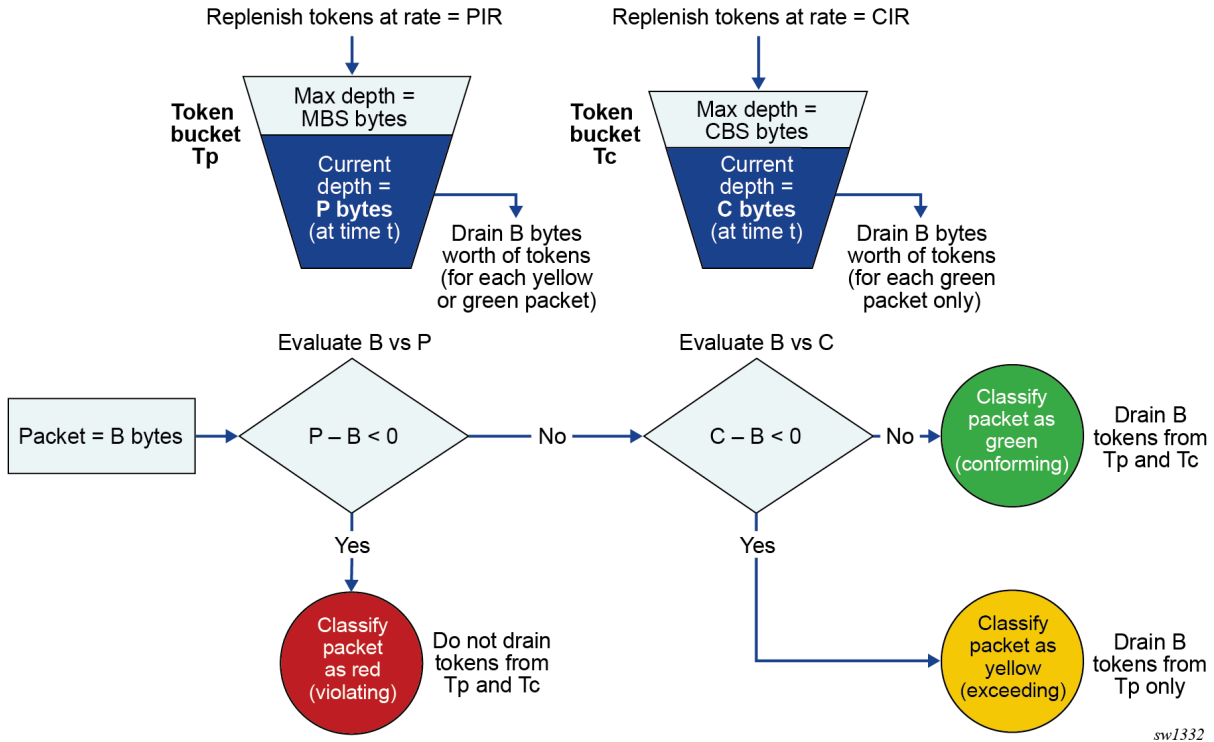 Replenish tokens at rate = PIR
Replenish tokens at rate = CIR
Token
bucket
Tp
Max depth =
MBS bytes
Current
depth =
P bytes
(at time t)
Drain B bytes
worth of tokens
(for each yellow
or green packet)
Token
bucket
Tc
Max depth =
CBS bytes
Current
depth =
C bytes
(at time t)
Drain B bytes
worth of tokens
(for each green
packet only)
Evaluate B vs P
Evaluate B vs C
Packet = B bytes
P – B < 0
No
C – B < 0
No
Classify
packet as
green
(conforming)
Drain B
tokens from
Tp and Tc
Yes
Yes
Classify
packet
as red
(violating)
Do not drain
tokens from
Tp and Tc
Classify
packet as
yellow
(exceeding)
Drain B
tokens from
Tp only
sw1332